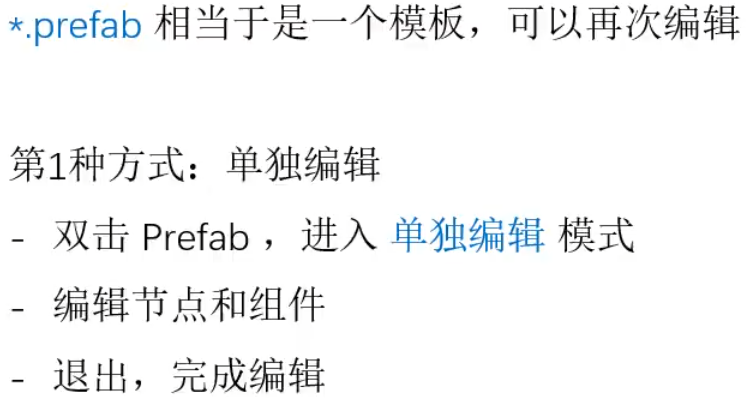 *.prefab 相当于是一个模板，可以再次编辑
第1种方式：单独编辑
- 双击 Prefab ，进入 单独编辑 模式
- 编辑节点和组件
- 退出，完成编辑